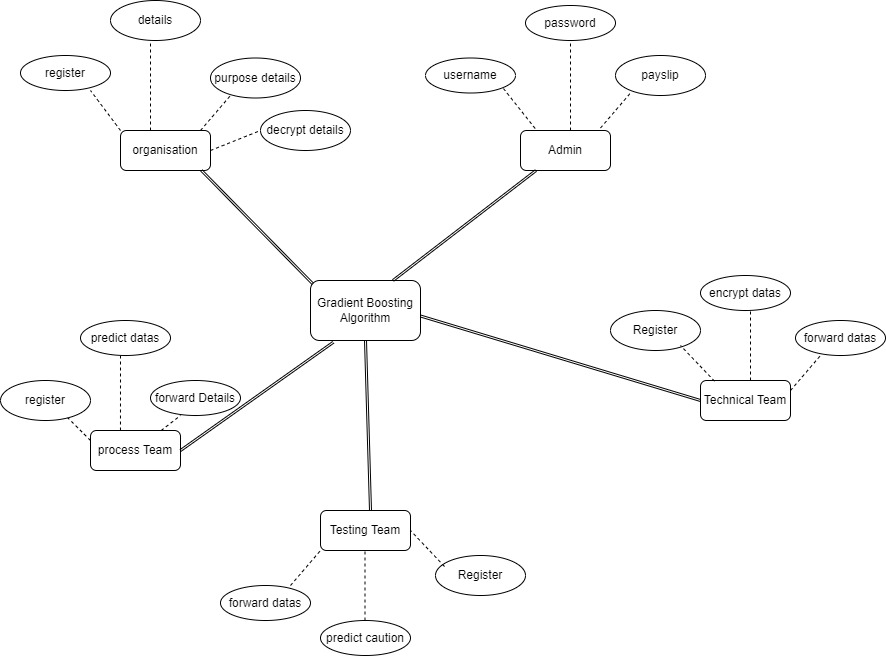 details
password
register
purpose details
username
payslip
decrypt details
organisation
Admin
encrypt datas
Gradient Boosting
Algorithm
Register
forward datas
predict datas
register
forward Details
Technical Team
process Team
Testing Team
Register
forward datas
predict caution